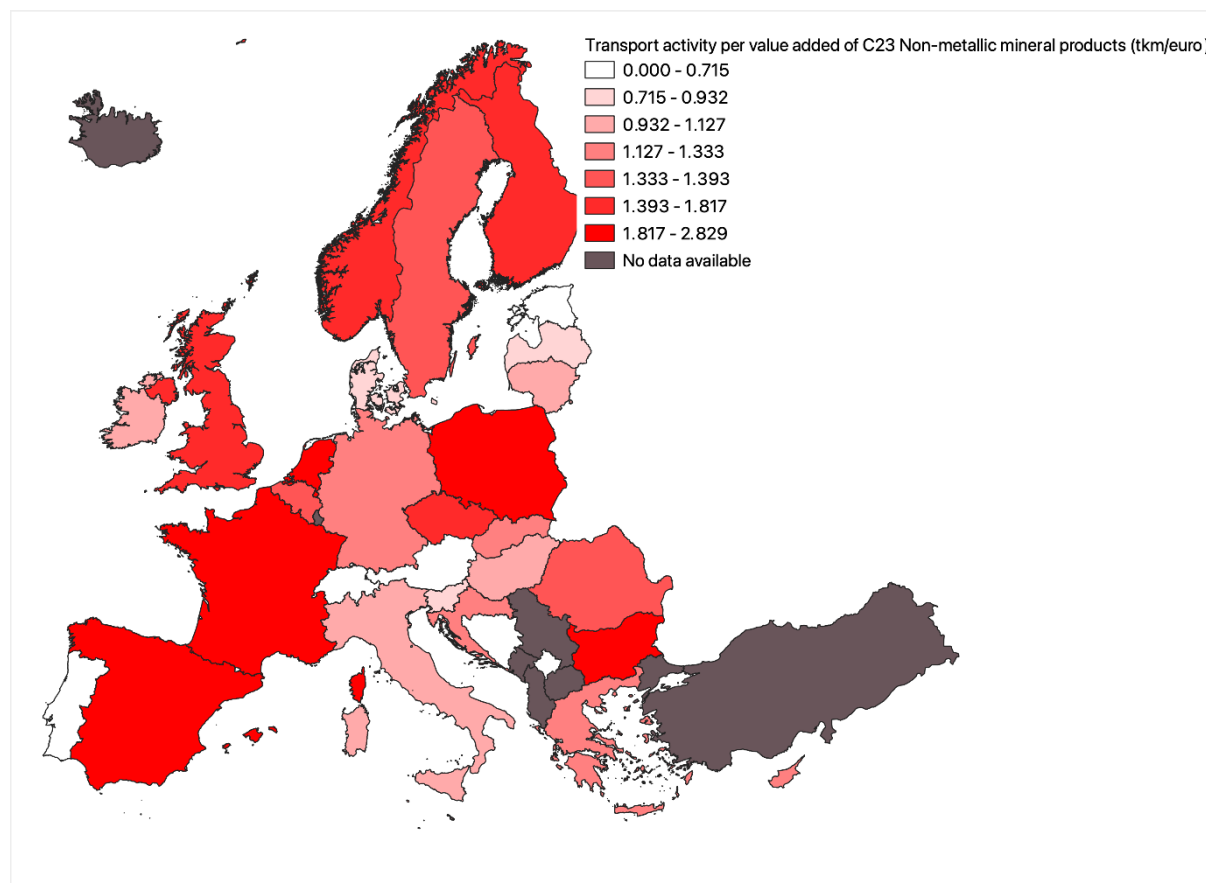 Transport activity per value added of C23 Non-metallic mineral products (tkm/euro)
0.000 - 0.715
0.715 - 0.932
0.932 - 1.127
1.127 - 1.333
1.333 - 1.393
1.393 - 1.817
1.817 - 2.829
No data available